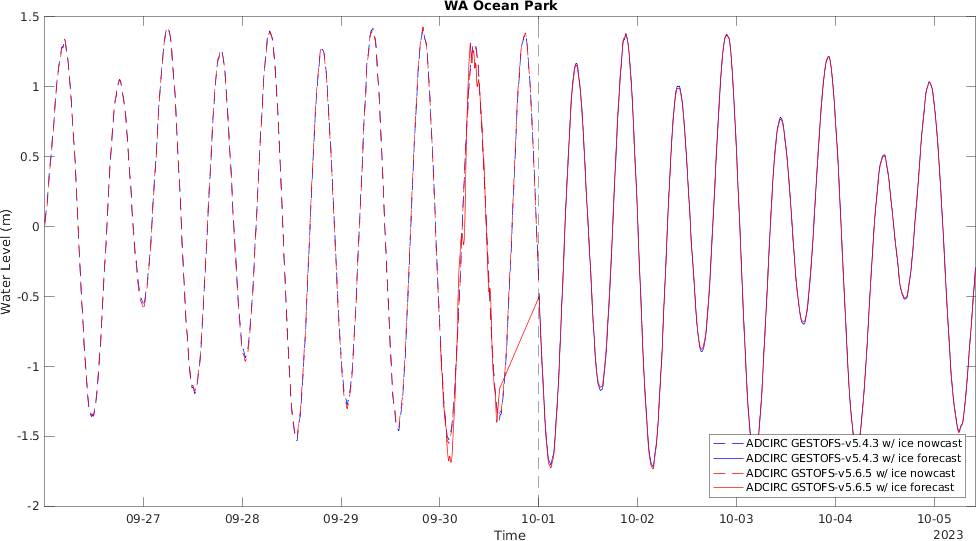 WA Ocean Park
1.5
1
0.5
0
-0.5
-1
-1.5
-2
Water Level (m)
09-27 09-28 09-29 09-30 10-01 10-02 10-03 10-04 10-05
Time
2023
ADCIRC GESTOFS-v5.4.3 w/ ice nowcast
ADCIRC GESTOFS-v5.4.3 w/ ice forecast
ADCIRC GSTOFS-v5.6.5 w/ ice nowcast
ADCIRC GSTOFS-v5.6.5 w/ ice forecast